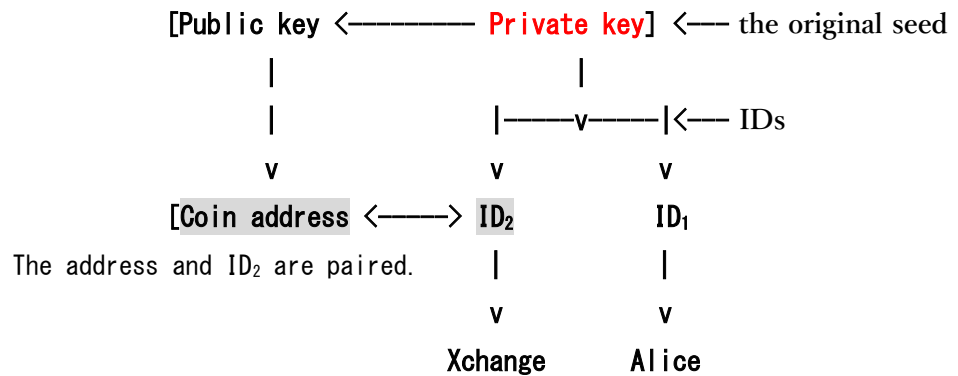 [Public key <--------- Private key] <--- the original seed
| |
| |-----v-----|<--- IDs
v v v
[Coin address <-----> ID₂ ID₁
The address and ID₂ are paired. | |
v v
Xchange Alice